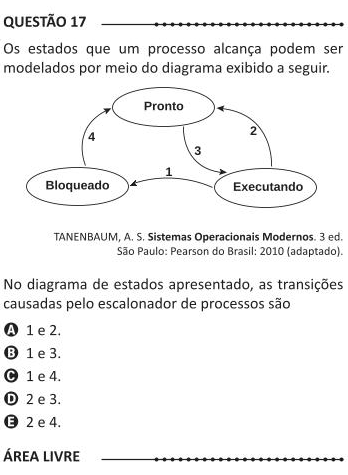 QUESTÃO 17
Os estados que um processo alcança podem ser
modelados por meio do diagrama exibido a seguir.
Pronto
4
2
3
1
Bloqueado
Executando
TANENBAUM, A. S. Sistemas Operacionais Modernos. 3 ed.
São Paulo: Pearson do Brasil: 2010 (adaptado).
No diagrama de estados apresentado, as transições
causadas pelo escalonador de processos são
A 1 e 2.
B 1 e 3.
C 1 e 4.
D 2 e 3.
E 2 e 4.
ÁREA LIVRE